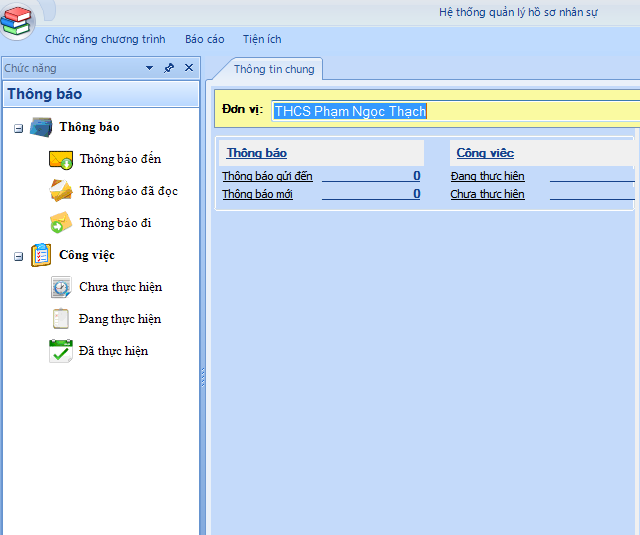 Hệ thống quản lý hồ sơ nhân sự
Chức năng chương trình Báo cáo Tiện ích
Chức năng
Thông báo
Thông báo
Thông báo đến
Thông báo đã đọc
Thông báo đi
Công việc
Chưa thực hiện
Đang thực hiện
Đã thực hiện
Thông tin chung
Đơn vị: THCS Phạm Ngọc Thạch
Thông báo Công việc
Thông báo gửi đến 0 Đang thực hiện
Thông báo mới 0 Chưa thực hiện